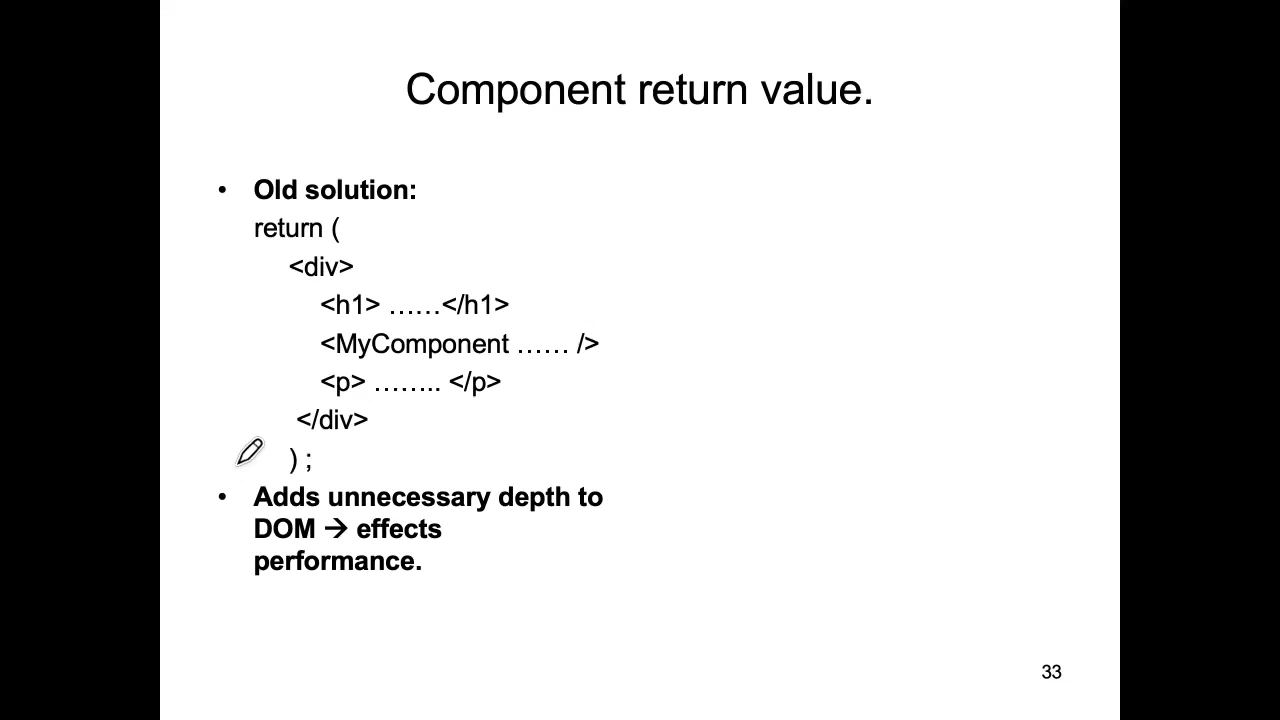 Component return value.
• Old solution:
return (
<div>
<h1> ……</h1>
<MyComponent …… />
<p> …….. </p>
</div>
) ;
• Adds unnecessary depth to
DOM → effects
performance.
33